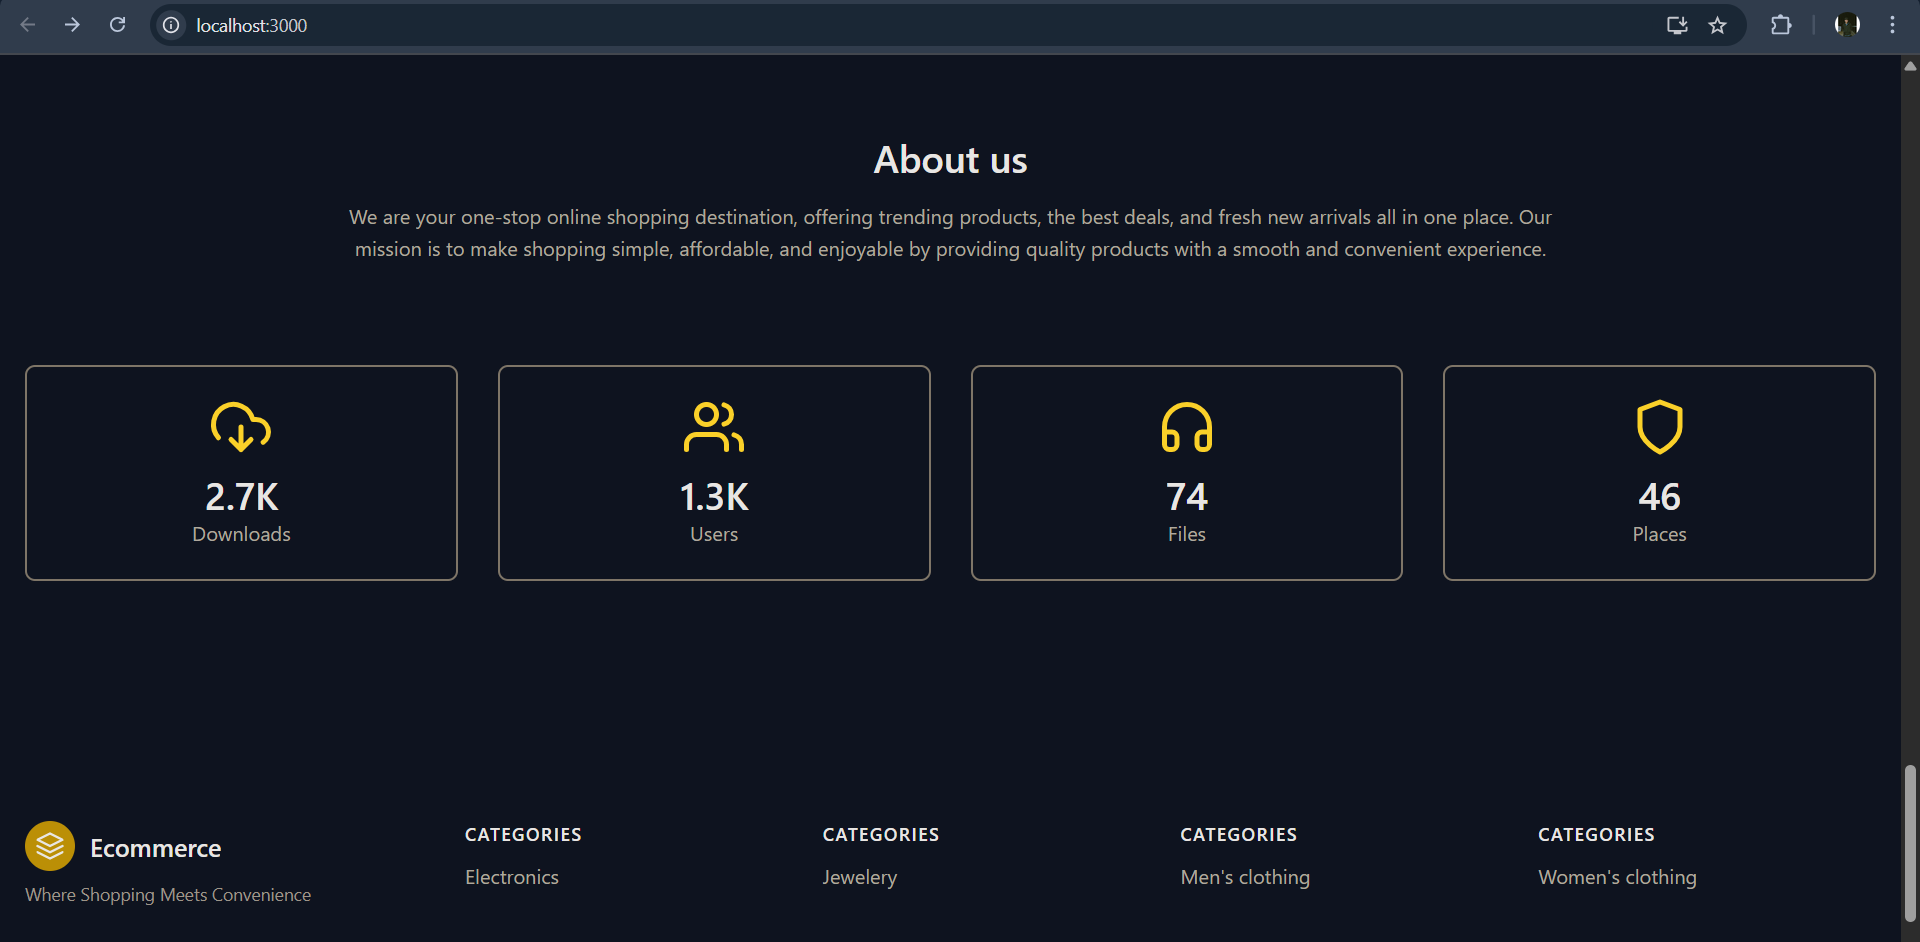 localhost:3000
About us
We are your one-stop online shopping destination, offering trending products, the best deals, and fresh new arrivals all in one place. Our
mission is to make shopping simple, affordable, and enjoyable by providing quality products with a smooth and convenient experience.
2.7K
Downloads
1.3K
Users
74
Files
46
Places
Ecommerce
Where Shopping Meets Convenience
CATEGORIES
Electronics
CATEGORIES
Jewelery
CATEGORIES
Men's clothing
CATEGORIES
Women's clothing